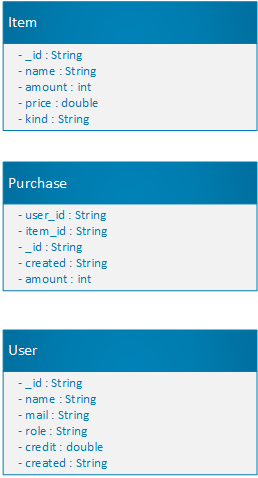 Item
- _id : String
- name : String
- amount : int
- price : double
- kind : String
Purchase
- user_id : String
- item_id : String
- _id : String
- created : String
- amount : int
User
- _id : String
- name : String
- mail : String
- role : String
- credit : double
- created : String